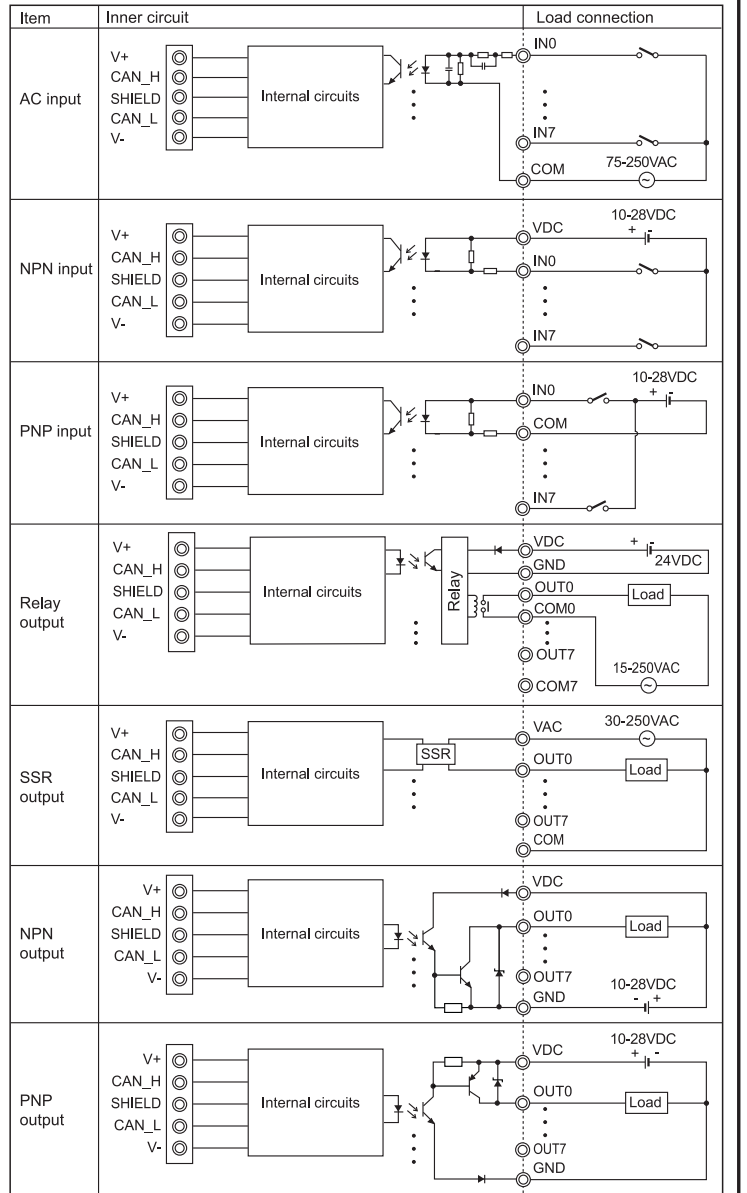 Item Inner circuit Load connection
AC input
V+
CAN_H
SHIELD
CAN_L
V-
Internal circuits
IN0
IN7
COM
75-250VAC
NPN input
V+
CAN_H
SHIELD
CAN_L
V-
Internal circuits
VDC
10-28VDC
+ -
IN0
IN7
PNP input
V+
CAN_H
SHIELD
CAN_L
V-
Internal circuits
IN0
10-28VDC
+ -
COM
IN7
Relay
output
V+
CAN_H
SHIELD
CAN_L
V-
Internal circuits
Relay
VDC
+ -
24VDC
GND
OUT0
Load
COM0
OUT7
15-250VAC
COM7
SSR
output
V+
CAN_H
SHIELD
CAN_L
V-
Internal circuits
SSR
VAC
30-250VAC
OUT0
Load
OUT7
COM
NPN
output
V+
CAN_H
SHIELD
CAN_L
V-
Internal circuits
VDC
OUT0
Load
OUT7
10-28VDC
GND
- +
PNP
output
V+
CAN_H
SHIELD
CAN_L
V-
Internal circuits
10-28VDC
VDC
+ -
OUT0
Load
OUT7
GND